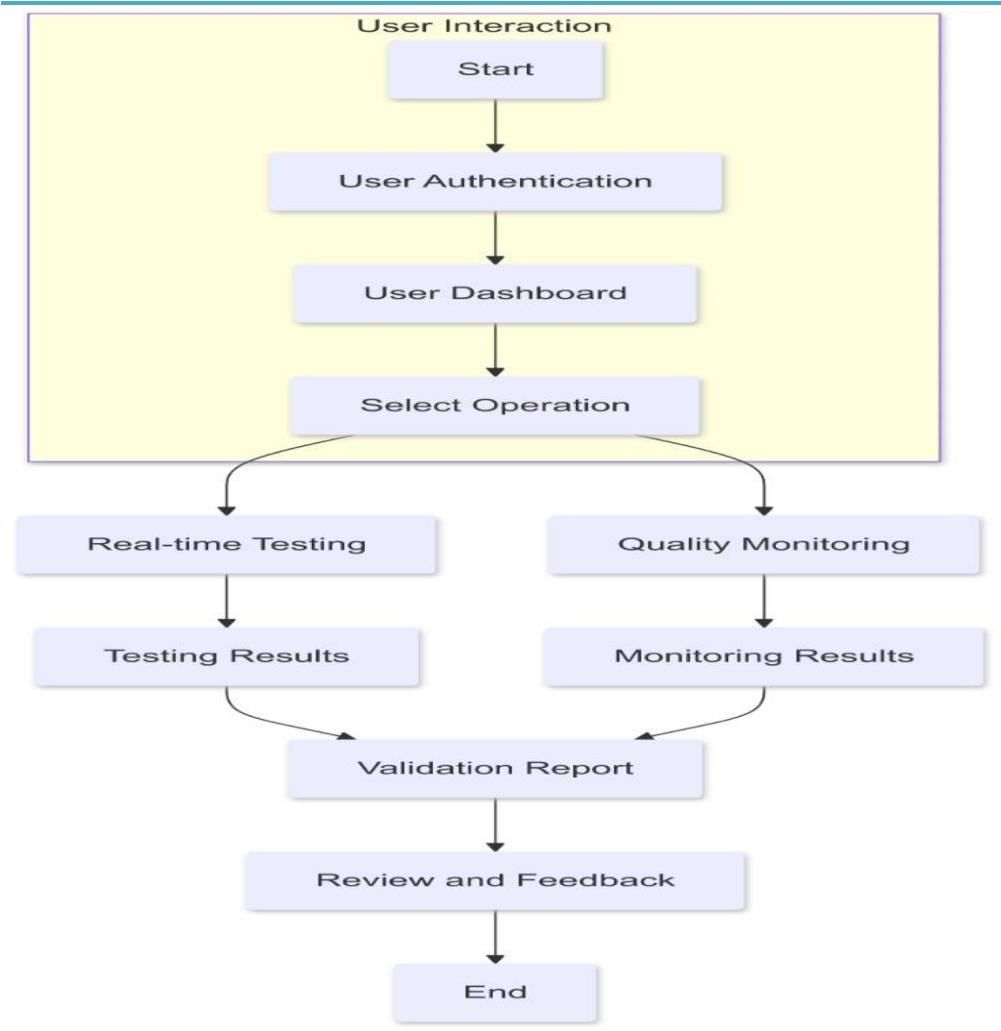 User Interaction
Start
User Authentication
User Dashboard
Select Operation
Real-time Testing
Quality Monitoring
Testing Results
Monitoring Results
Validation Report
Review and Feedback
End